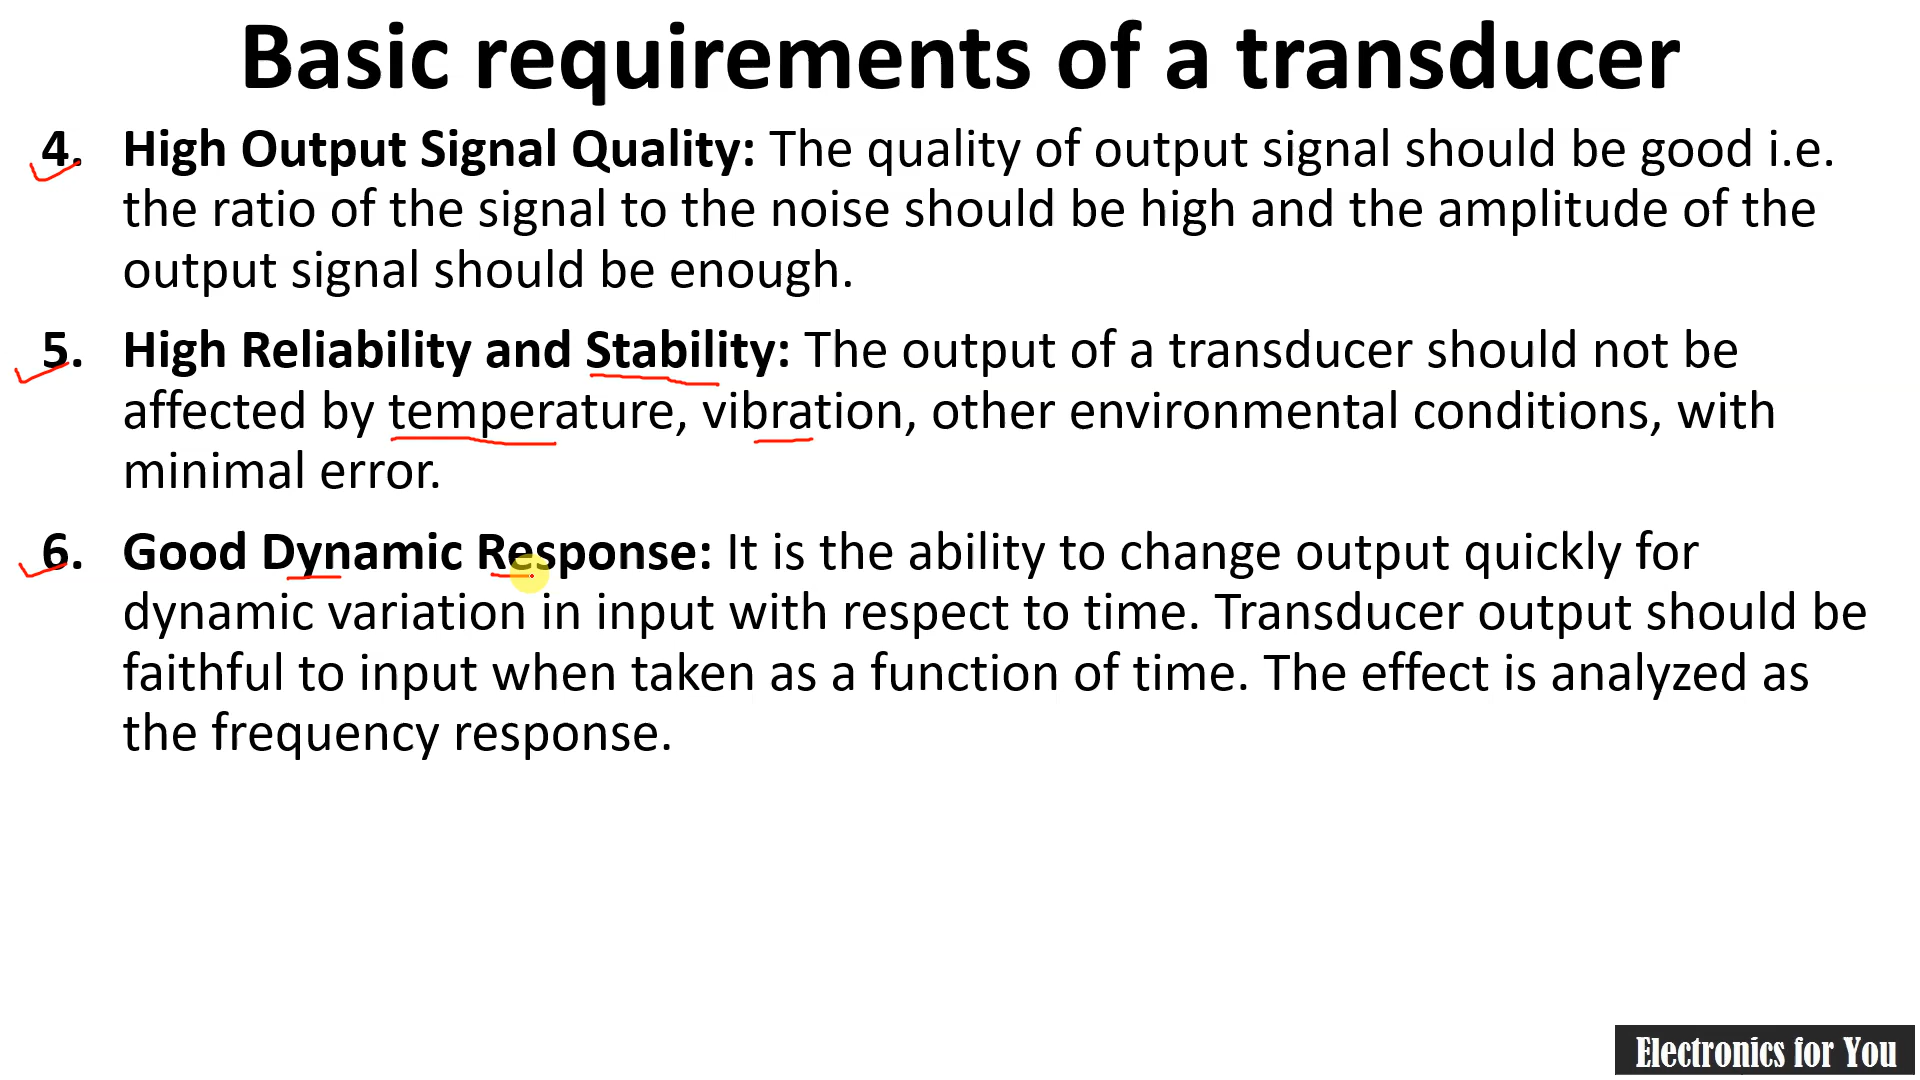 Basic requirements of a transducer
4. High Output Signal Quality: The quality of output signal should be good i.e.
the ratio of the signal to the noise should be high and the amplitude of the
output signal should be enough.
5. High Reliability and Stability: The output of a transducer should not be
affected by temperature, vibration, other environmental conditions, with
minimal error.
6. Good Dynamic Response: It is the ability to change output quickly for
dynamic variation in input with respect to time. Transducer output should be
faithful to input when taken as a function of time. The effect is analyzed as
the frequency response.
Electronics for You